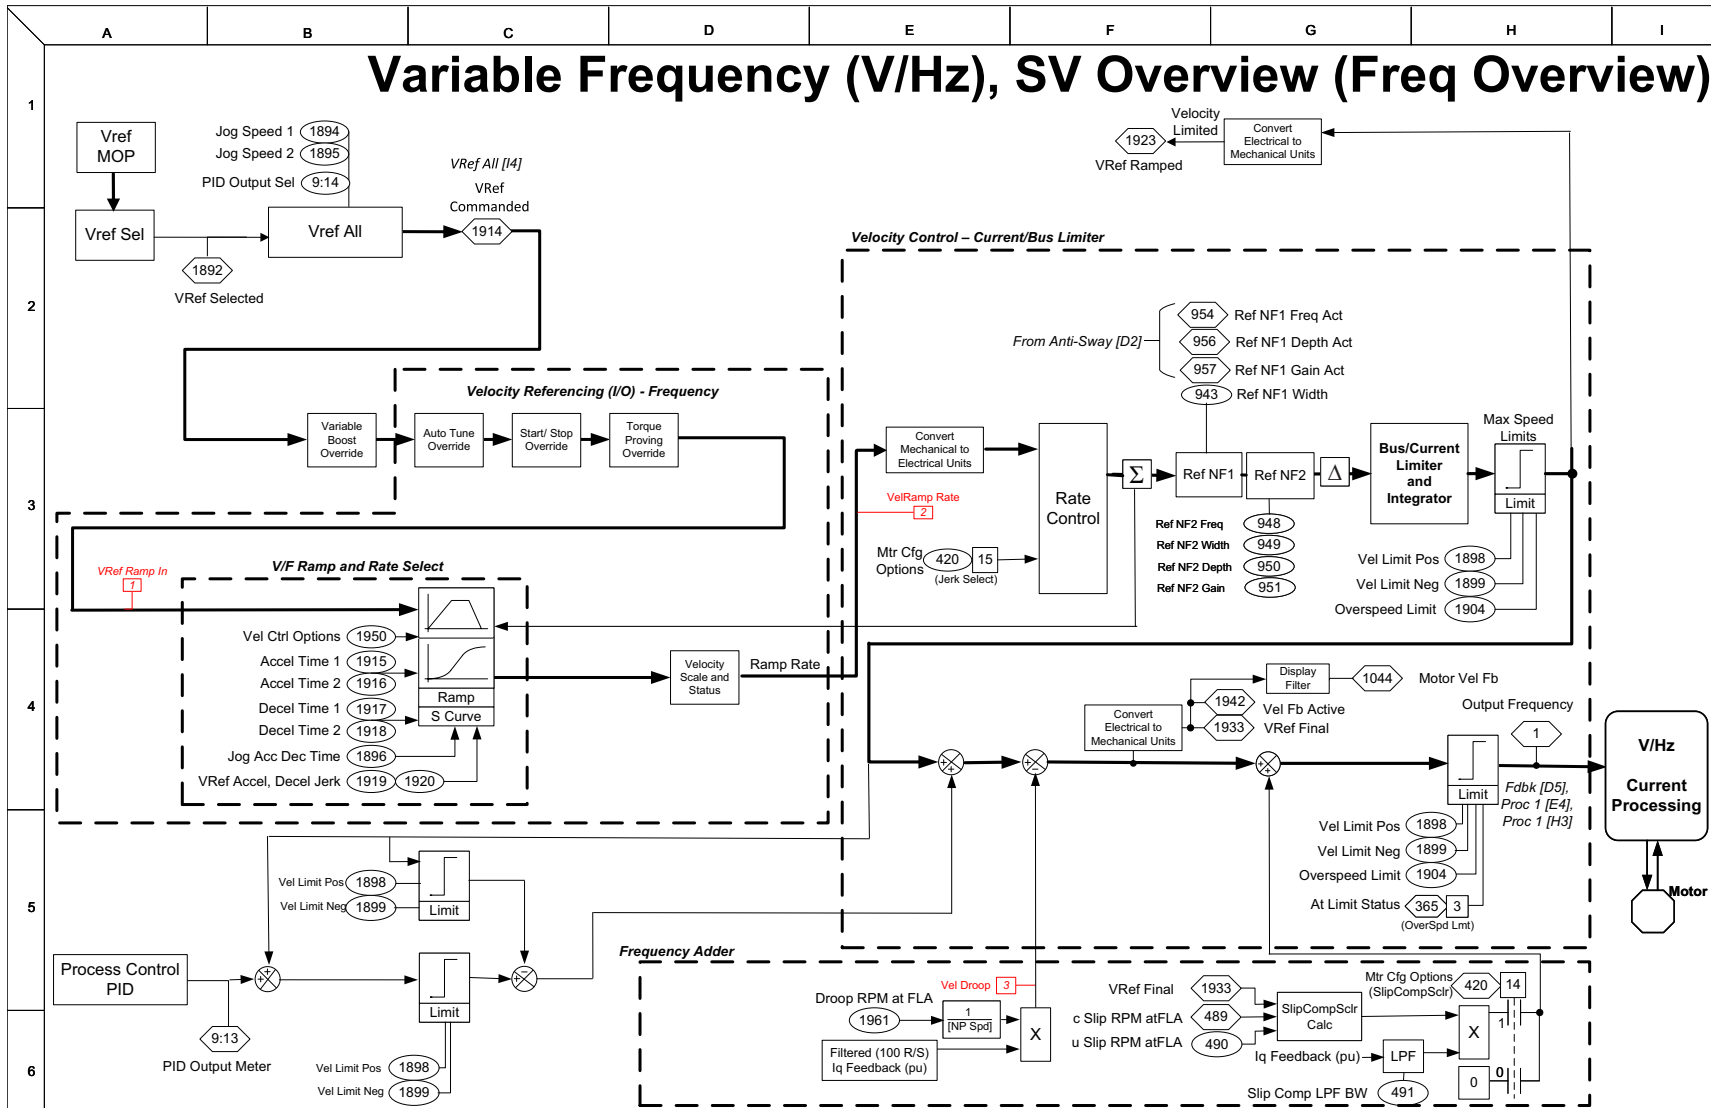 A
B
C
D
E
F
G
H
I
Variable Frequency (V/Hz), SV Overview (Freq Overview)
1
2
3
4
5
6
Vref
MOP
Vref Sel
1892
VRef Selected
Jog Speed 1
1894
Jog Speed 2
1895
PID Output Sel
9:14
Vref All
VRef All [I4]
VRef
Commanded
1914
Velocity
Limited
1923
VRef Ramped
Convert
Electrical to
Mechanical Units
Velocity Control – Current/Bus Limiter
From Anti-Sway [D2]
954
Ref NF1 Freq Act
956
Ref NF1 Depth Act
957
Ref NF1 Gain Act
943
Ref NF1 Width
Velocity Referencing (I/O) - Frequency
Variable
Boost
Override
Auto Tune
Override
Start/ Stop
Override
Torque
Proving
Override
Convert
Mechanical to
Electrical Units
VelRamp Rate
2
Mtr Cfg
Options
420
15
(Jerk Select)
Rate
Control
Σ
Ref NF1
Ref NF2
Δ
Bus/Current
Limiter
and
Integrator
Max Speed
Limits
Limit
Ref NF2 Freq
948
Ref NF2 Width
949
Ref NF2 Depth
950
Ref NF2 Gain
951
Vel Limit Pos
1898
Vel Limit Neg
1899
Overspeed Limit
1904
VRef Ramp In
1
V/F Ramp and Rate Select
Vel Ctrl Options
1950
Accel Time 1
1915
Accel Time 2
1916
Decel Time 1
1917
Decel Time 2
1918
Jog Acc Dec Time
1896
VRef Accel, Decel Jerk
1919
1920
Ramp
S Curve
Velocity
Scale and
Status
Ramp Rate
Convert
Electrical to
Mechanical Units
Display
Filter
1044
Motor Vel Fb
1942
Vel Fb Active
1933
VRef Final
+
+
+
−
+
+
Output Frequency
1
Limit
Fdbk [D5],
Proc 1 [E4],
Proc 1 [H3]
V/Hz
Current
Processing
Motor
Vel Limit Pos
1898
Vel Limit Neg
1899
Overspeed Limit
1904
At Limit Status
365
3
(OverSpd Lmt)
Vel Limit Pos
1898
Vel Limit Neg
1899
Limit
Process Control
PID
9:13
PID Output Meter
+
+
Limit
+
−
Vel Limit Pos
1898
Vel Limit Neg
1899
Frequency Adder
Vel Droop
3
Droop RPM at FLA
1961
1
[NP Spd]
Filtered (100 R/S)
Iq Feedback (pu)
X
VRef Final
1933
c Slip RPM atFLA
489
u Slip RPM atFLA
490
SlipCompSclr
Calc
Iq Feedback (pu)
LPF
Slip Comp LPF BW
491
Mtr Cfg Options
(SlipCompSclr)
420
14
X
1
0
0